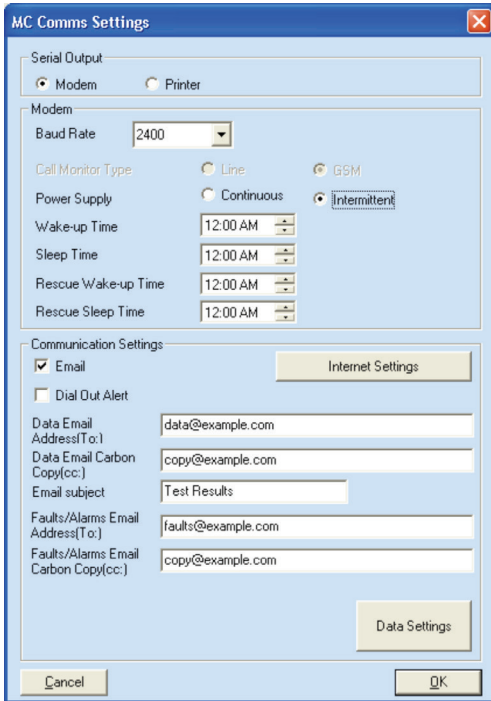 MC Comms Settings
Serial Output
Modem Printer
Modem
Baud Rate 2400
Call Monitor Type Line GSM
Power Supply Continuous Intermittent
Wake-up Time 12:00 AM
Sleep Time 12:00 AM
Rescue Wake-up Time 12:00 AM
Rescue Sleep Time 12:00 AM
Communication Settings
Email Internet Settings
Dial Out Alert
Data Email
Address(To:) data@example.com
Data Email Carbon
Copy(cc:) copy@example.com
Email subject Test Results
Faults/Alarms Email
Address(To:) faults@example.com
Faults/Alarms Email
Carbon Copy(cc:) copy@example.com
Data Settings
Cancel OK